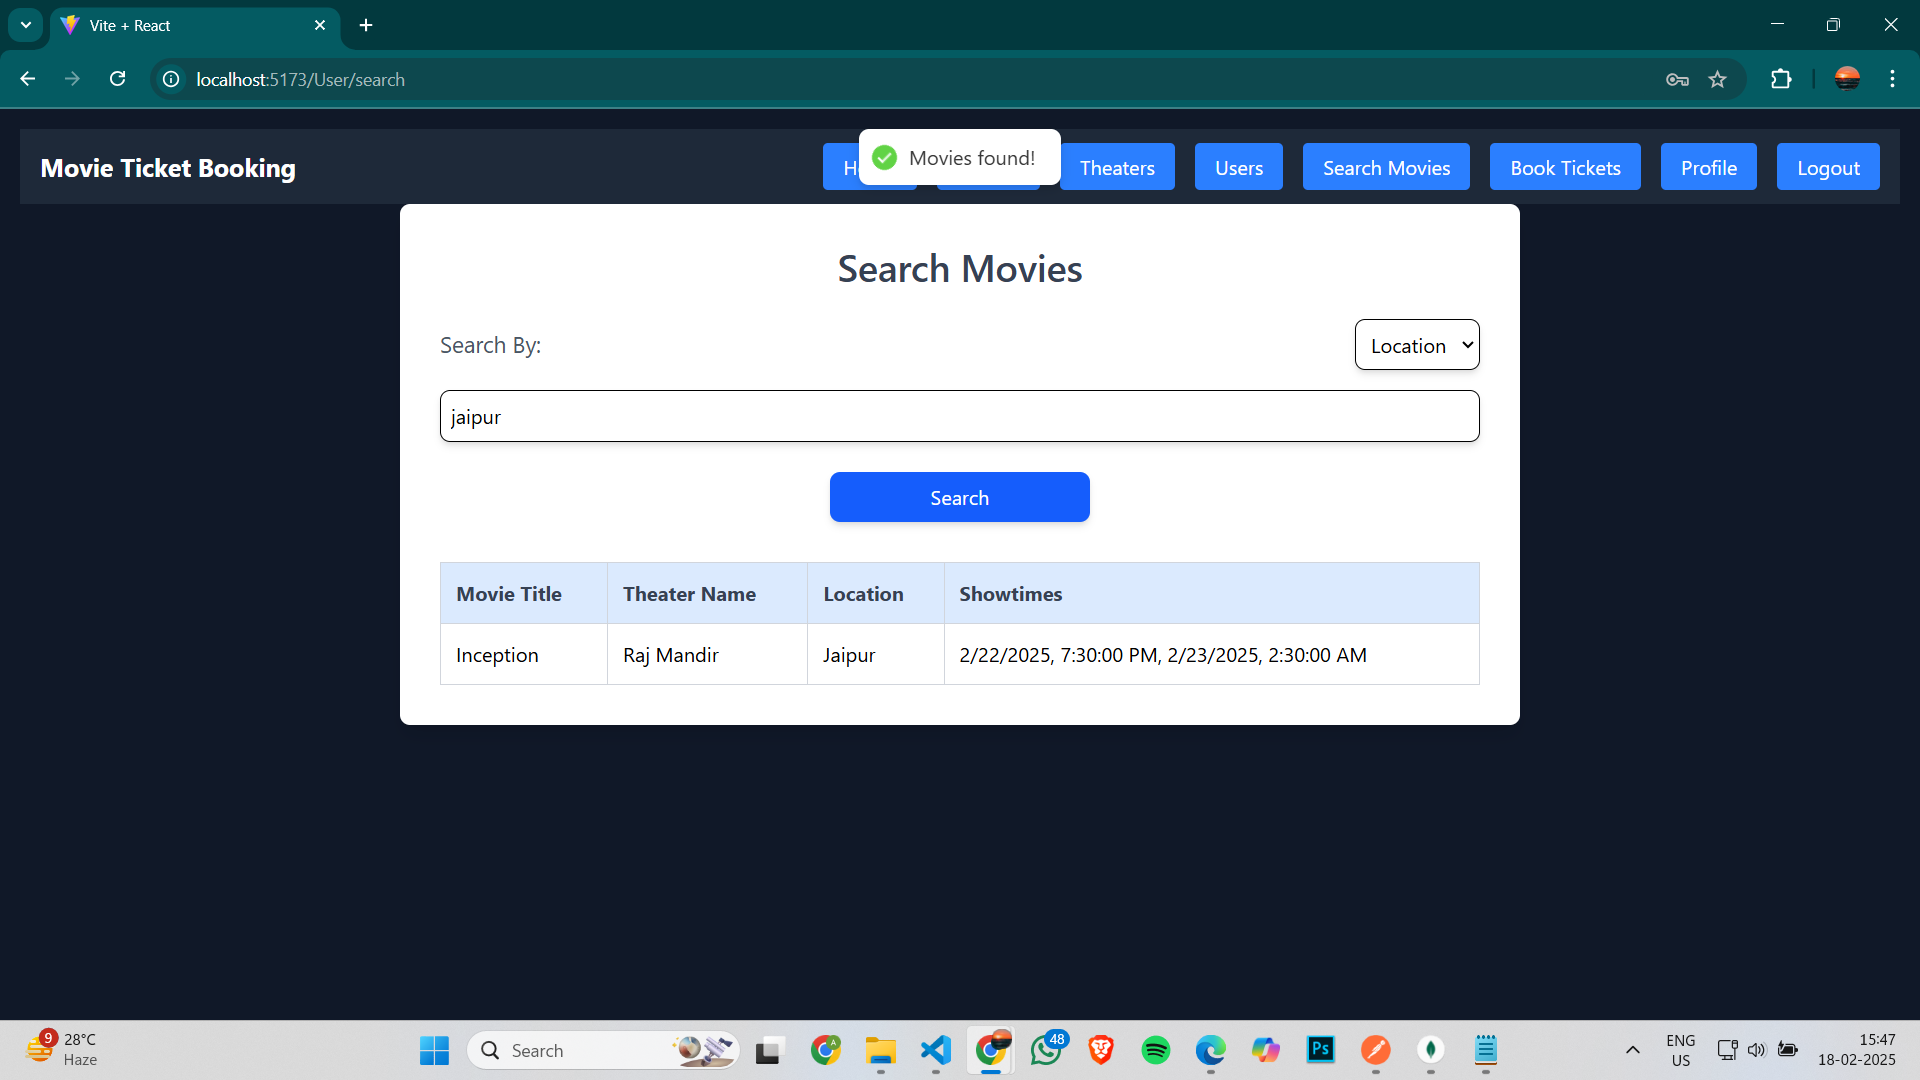 Vite + React
localhost:5173/User/search
Movie Ticket Booking
Movies found!
Theaters
Users
Search Movies
Book Tickets
Profile
Logout
Search Movies
Search By:
Location
jaipur
Search
Movie Title Theater Name Location Showtimes
Inception Raj Mandir Jaipur 2/22/2025, 7:30:00 PM, 2/23/2025, 2:30:00 AM
9
28°C
Haze
Search
A
48
Ps
ENG
US
15:47
18-02-2025